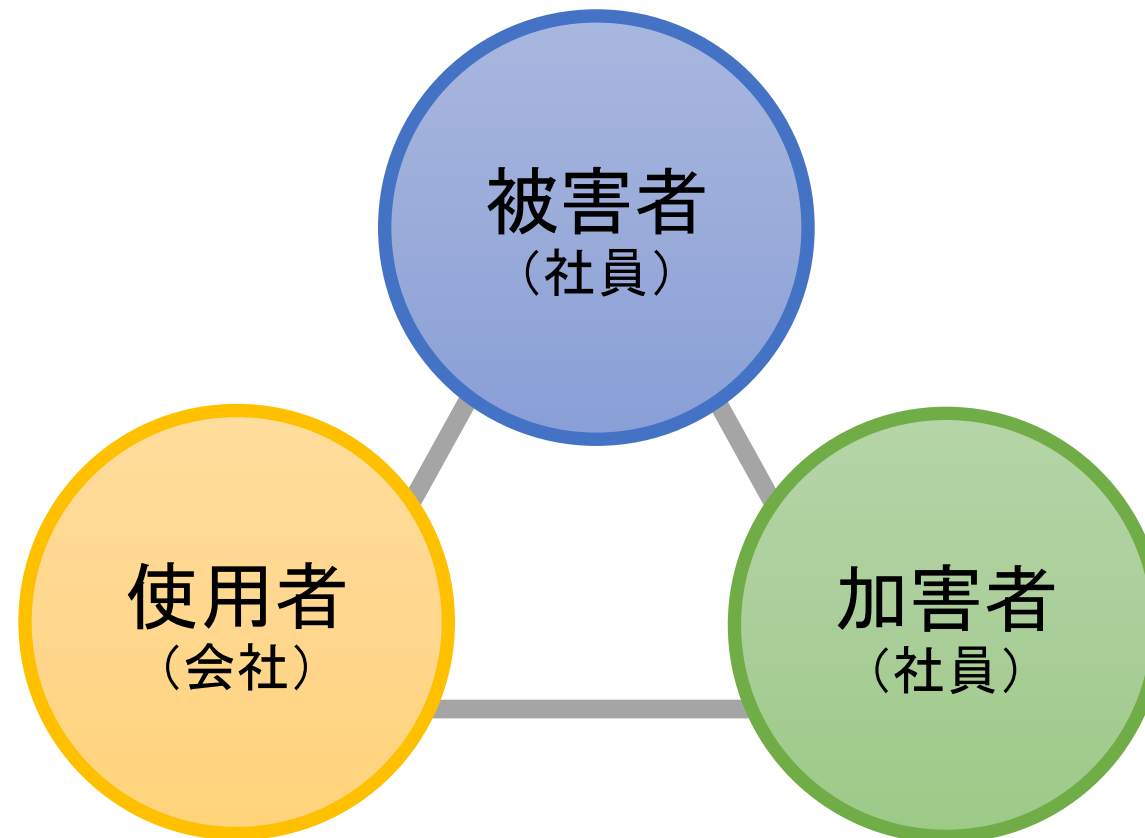 被害者
（社員）
使用者
（会社）
加害者
（社員）